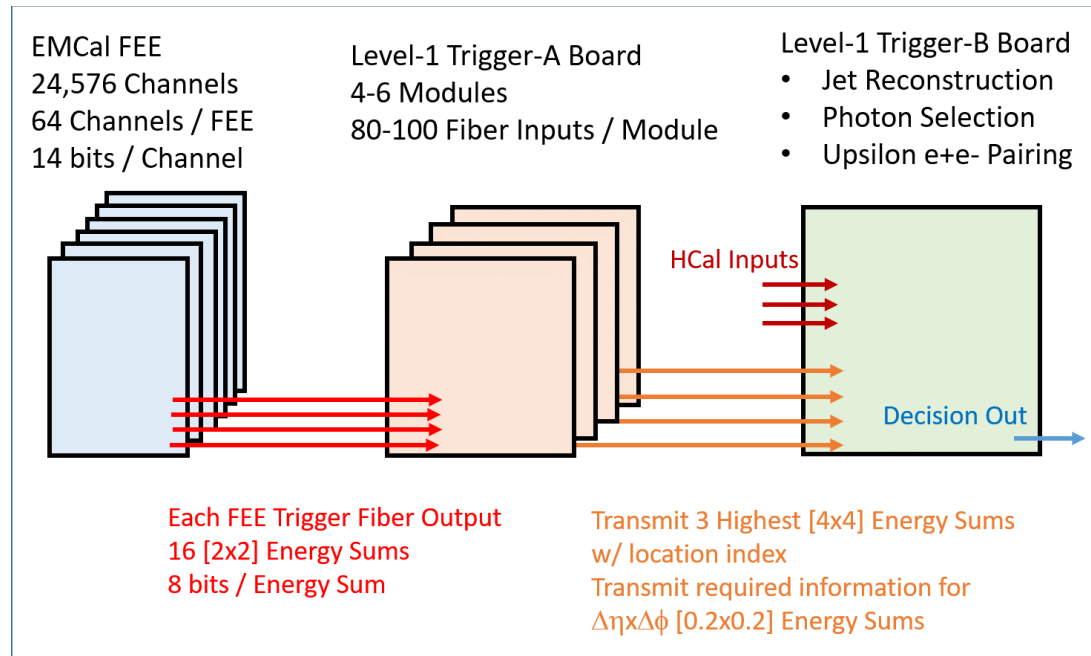 EMCal FEE
24,576 Channels
64 Channels / FEE
14 bits / Channel
Level-1 Trigger-A Board
4-6 Modules
80-100 Fiber Inputs / Module
Level-1 Trigger-B Board
• Jet Reconstruction
• Photon Selection
• Upsilon e+e- Pairing
HCal Inputs
Decision Out
Each FEE Trigger Fiber Output
16 [2x2] Energy Sums
8 bits / Energy Sum
Transmit 3 Highest [4x4] Energy Sums
w/ location index
Transmit required information for
ΔηxΔϕ [0.2x0.2] Energy Sums